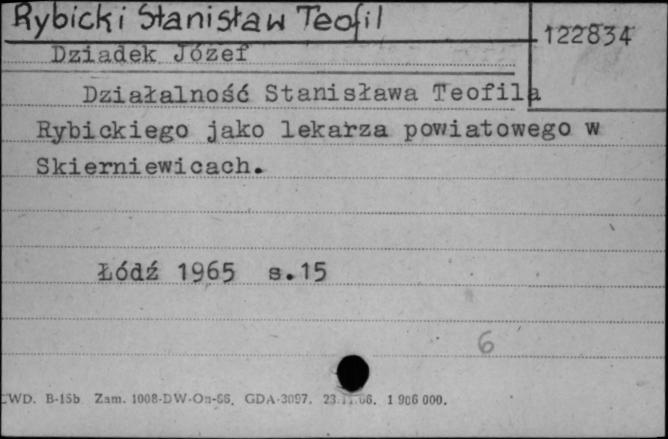 Rybicki Stanisław Teofil
122834
Dziadek Józef
Działalność Stanisława Teofila
Rybickiego jako lekarza powiatowego w
Skierniewicach.
Łódź 1965 s.15
6
B-15b Zam. 1008-DW-On-66. GDA-3097. 1 906 000.